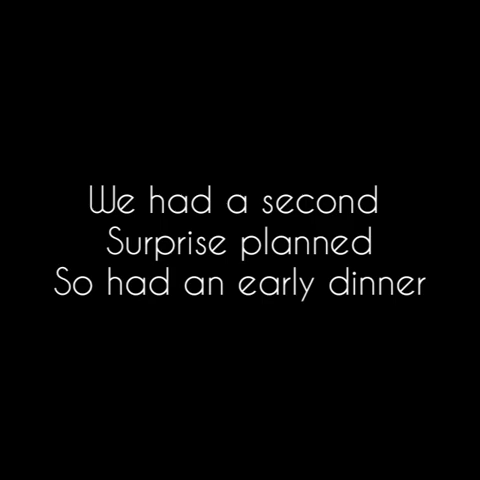 We had a second
Surprise planned
So had an early dinner